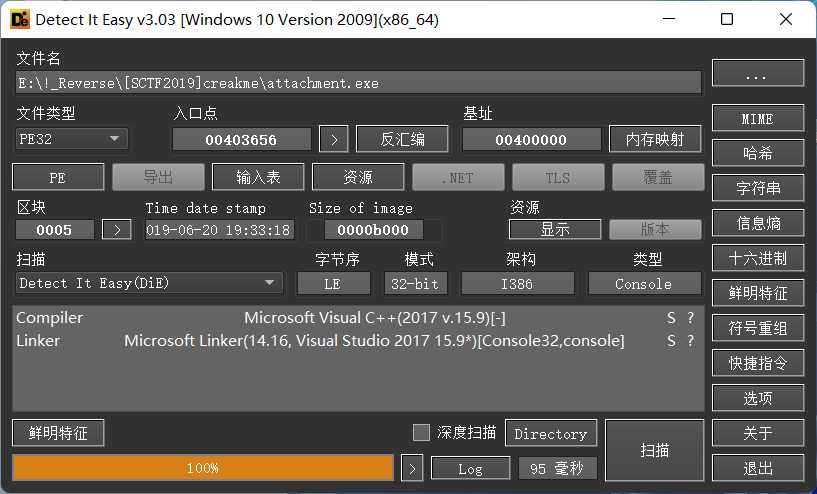 Detect It Easy v3.03 [Windows 10 Version 2009](x86_64)
文件名
E:\!_Reverse\[SCTF2019]creakme\attachment.exe
...
文件类型 入口点 基址
PE32 00403656 > 反汇编 00400000 内存映射
MIME
哈希
PE 导出 输入表 资源 .NET TLS 覆盖
字符串
区块 Time date stamp Size of image 资源
0005 > 019-06-20 19:33:18 0000b000 显示 版本
信息熵
扫描 字节序 模式 架构 类型
Detect It Easy(DiE) LE 32-bit I386 Console
十六进制
鲜明特征
符号重组
快捷指令
选项
Compiler Microsoft Visual C++(2017 v.15.9)[-] S ?
Linker Microsoft Linker(14.16, Visual Studio 2017 15.9*)[Console32,console] S ?
鲜明特征 深度扫描 Directory 扫描 关于
100% > Log 95 毫秒 退出